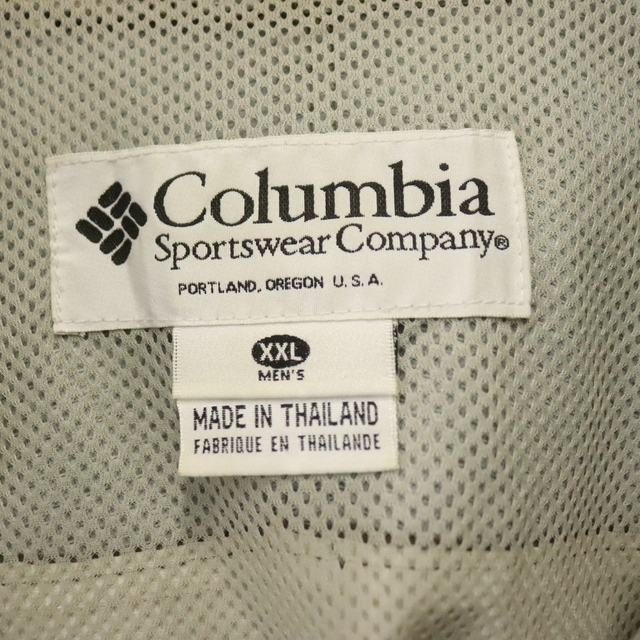 Columbia
Sportswear Company®
PORTLAND, OREGON U.S.A.
XXL
MEN'S
MADE IN THAILAND
FABRIQUE EN THAILANDE